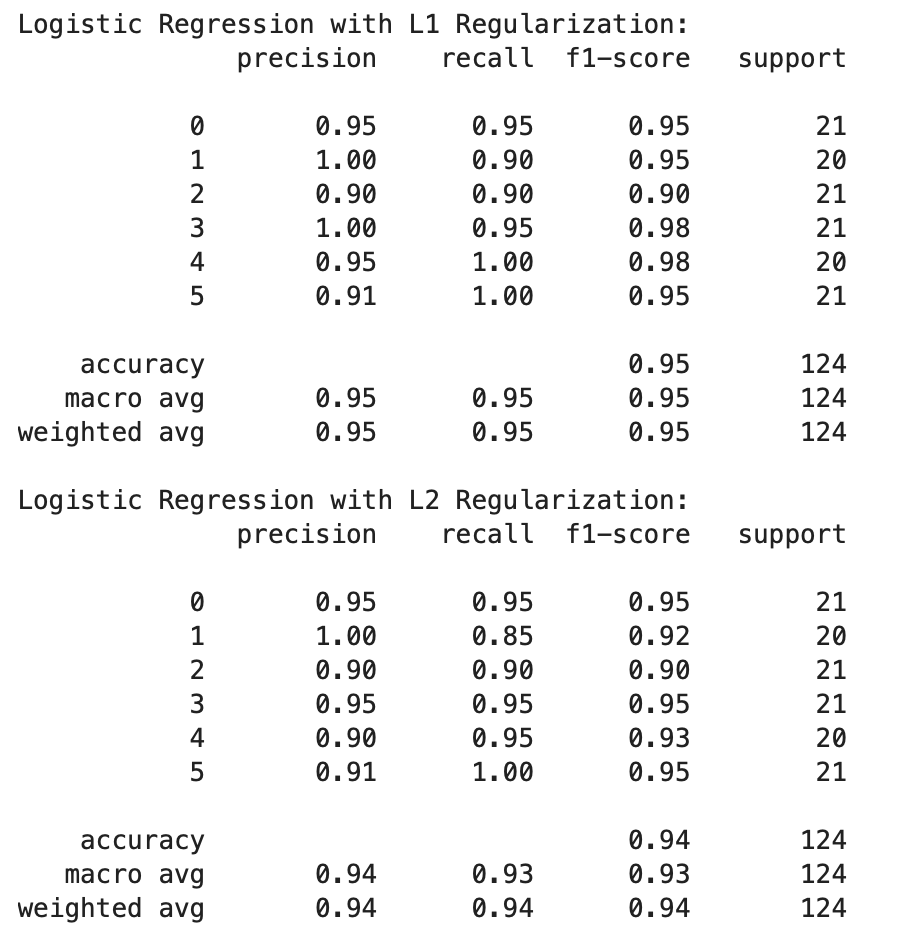 Logistic Regression with L1 Regularization:
              precision    recall  f1-score   support

           0       0.95      0.95      0.95        21
           1       1.00      0.90      0.95        20
           2       0.90      0.90      0.90        21
           3       1.00      0.95      0.98        21
           4       0.95      1.00      0.98        20
           5       0.91      1.00      0.95        21

    accuracy                           0.95       124
   macro avg       0.95      0.95      0.95       124
weighted avg       0.95      0.95      0.95       124

Logistic Regression with L2 Regularization:
              precision    recall  f1-score   support

           0       0.95      0.95      0.95        21
           1       1.00      0.85      0.92        20
           2       0.90      0.90      0.90        21
           3       0.95      0.95      0.95        21
           4       0.90      0.95      0.93        20
           5       0.91      1.00      0.95        21

    accuracy                           0.94       124
   macro avg       0.94      0.93      0.93       124
weighted avg       0.94      0.94      0.94       124